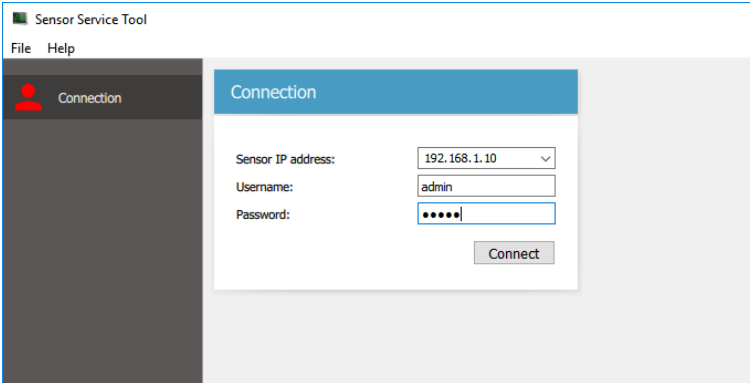 Sensor Service Tool
File Help
Connection
Connection
Sensor IP address: 192.168.1.10
Username: admin
Password: •••••
Connect